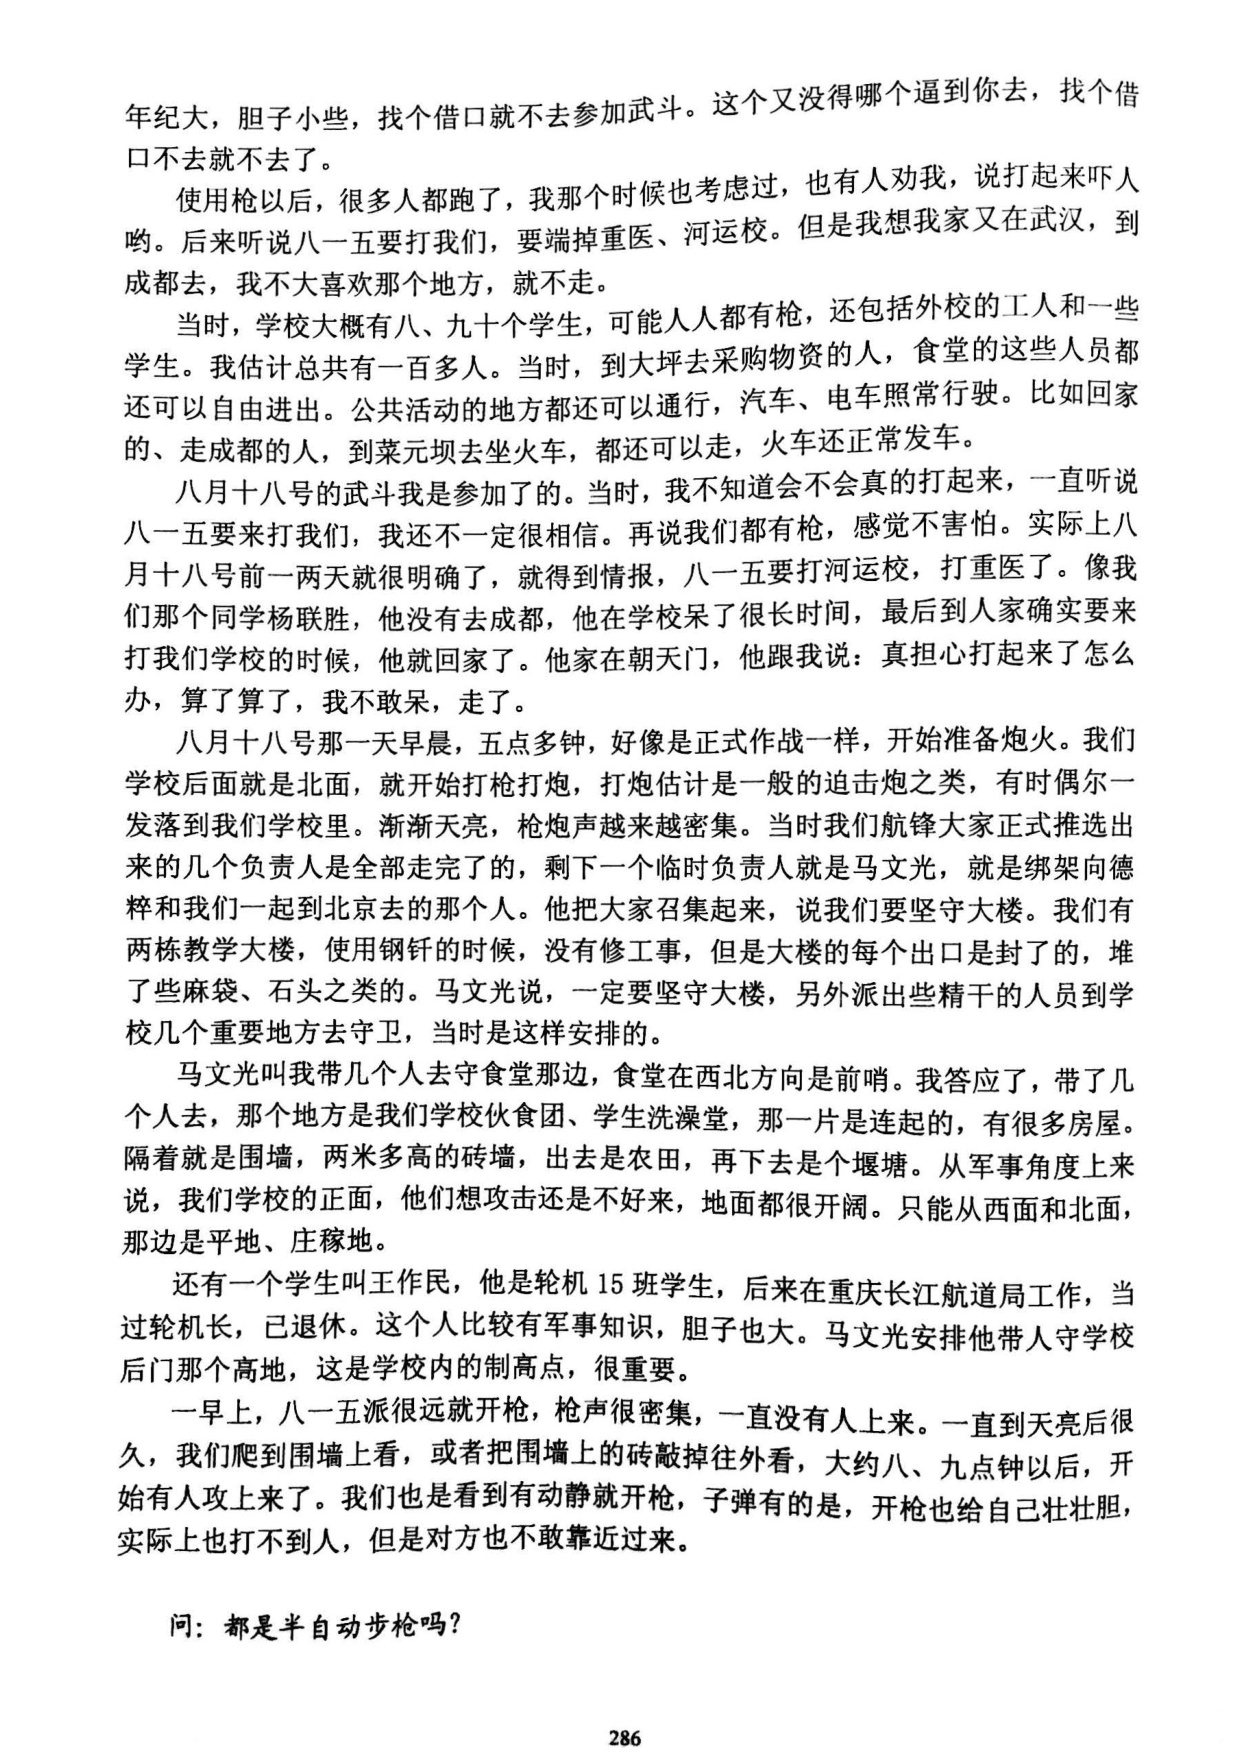 年纪大，胆子小些，找个借口就不去参加武斗。这个又没得哪个逼到你去，找个借
口不去就不去了。
使用枪以后，很多人都跑了，我那个时候也考虑过，也有人劝我，说打起来吓人
哟。后来听说八一五要打我们，要端掉重医、河运校。但是我想我家又在武汉，到
成都去，我不大喜欢那个地方，就不走。
当时，学校大概有八、九十个学生，可能人人都有枪，还包括外校的工人和一些
学生。我估计总共有一百多人。当时，到大坪去采购物资的人，食堂的这些人员都
还可以自由进出。公共活动的地方都还可以通行，汽车、电车照常行驶。比如回家
的、走成都的人，到菜元坝去坐火车，都还可以走，火车还正常发车。
八月十八号的武斗我是参加了的。当时，我不知道会不会真的打起来，一直听说
八一五要来打我们，我还不一定很相信。再说我们都有枪，感觉不害怕。实际上八
月十八号前一两天就很明确了，就得到情报，八一五要打河运校，打重医了。像我
们那个同学杨联胜，他没有去成都，他在学校呆了很长时间，最后到人家确实要来
打我们学校的时候，他就回家了。他家在朝天门，他跟我说：真担心打起来了怎么
办，算了算了，我不敢呆，走了。
八月十八号那一天早晨，五点多钟，好像是正式作战一样，开始准备炮火。我们
学校后面就是北面，就开始打枪打炮，打炮估计是一般的迫击炮之类，有时偶尔一
发落到我们学校里。渐渐天亮，枪炮声越来越密集。当时我们航锋大家正式推选出
来的几个负责人是全部走完了的，剩下一个临时负责人就是马文光，就是绑架向德
粹和我们一起到北京去的那个人。他把大家召集起来，说我们要坚守大楼。我们有
两栋教学大楼，使用钢钎的时候，没有修工事，但是大楼的每个出口是封了的，堆
了些麻袋、石头之类的。马文光说，一定要坚守大楼，另外派出些精干的人员到学
校几个重要地方去守卫，当时是这样安排的。
马文光叫我带几个人去守食堂那边，食堂在西北方向是前哨。我答应了，带了几
个人去，那个地方是我们学校伙食团、学生洗澡堂，那一片是连起的，有很多房屋。
隔着就是围墙，两米多高的砖墙，出去是农田，再下去是个堰塘。从军事角度上来
说，我们学校的正面，他们想攻击还是不好来，地面都很开阔。只能从西面和北面，
那边是平地、庄稼地。
还有一个学生叫王作民，他是轮机 15 班学生，后来在重庆长江航道局工作，当
过轮机长，已退休。这个人比较有军事知识，胆子也大。马文光安排他带人守学校
后门那个高地，这是学校内的制高点，很重要。
一早上，八一五派很远就开枪，枪声很密集，一直没有人上来。一直到天亮后很
久，我们爬到围墙上看，或者把围墙上的砖敲掉往外看，大约八、九点钟以后，开
始有人攻上来了。我们也是看到有动静就开枪，子弹有的是，开枪也给自己壮壮胆，
实际上也打不到人，但是对方也不敢靠近过来。
问：都是半自动步枪吗？
286